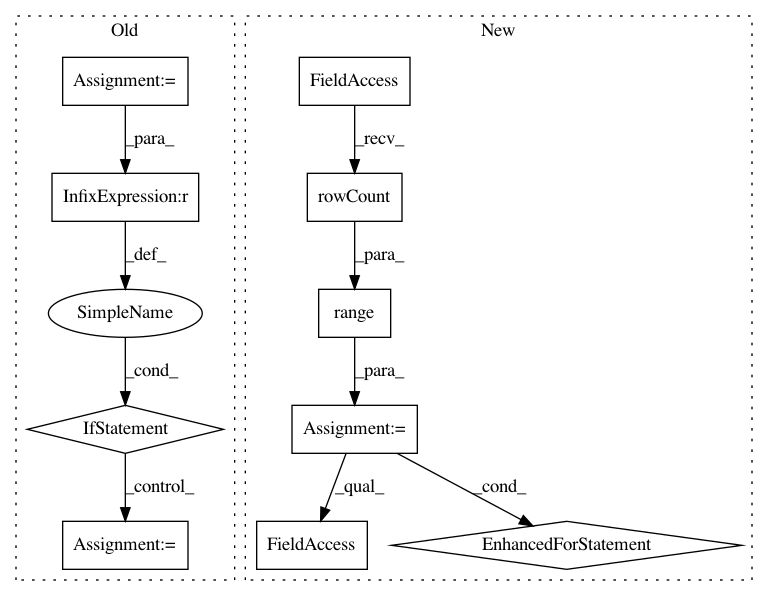 Old
Assignment:=
_para_
InfixExpression:r
_def_
SimpleName
_cond_
IfStatement
_control_
Assignment:=
New
FieldAccess
_recv_
rowCount
_para_
range
_para_
Assignment:=
_qual_
_cond_
FieldAccess
EnhancedForStatement